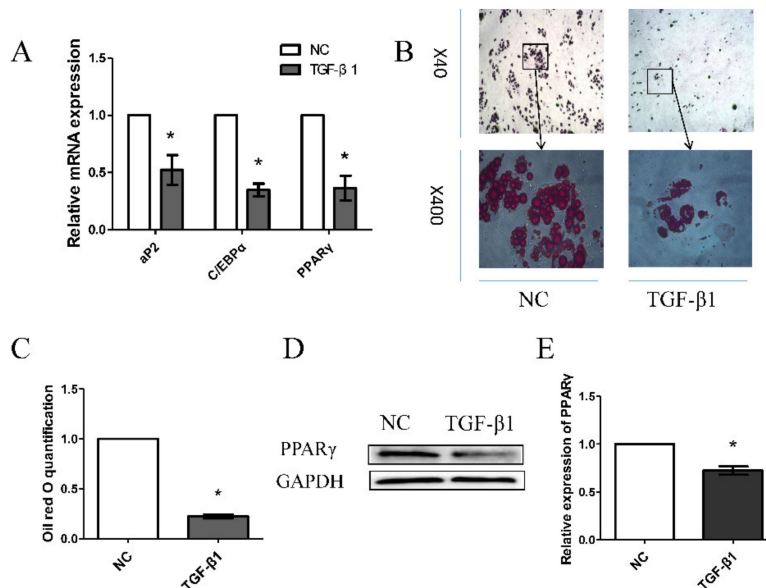 A
Relative mRNA expression
1.5
1.0
0.5
0.0
NC
TGF-β 1
*
*
*
aP2
C/EBPα
PPARγ
B
X40
X400
NC
TGF-β1
C
Oil red O quantification
1.5
1.0
0.5
0.0
*
NC
TGF-β1
D
NC TGF-β1
PPARγ
GAPDH
E
Relative expression of PPARγ
1.5
1.0
0.5
0.0
*
NC
TGF-β1